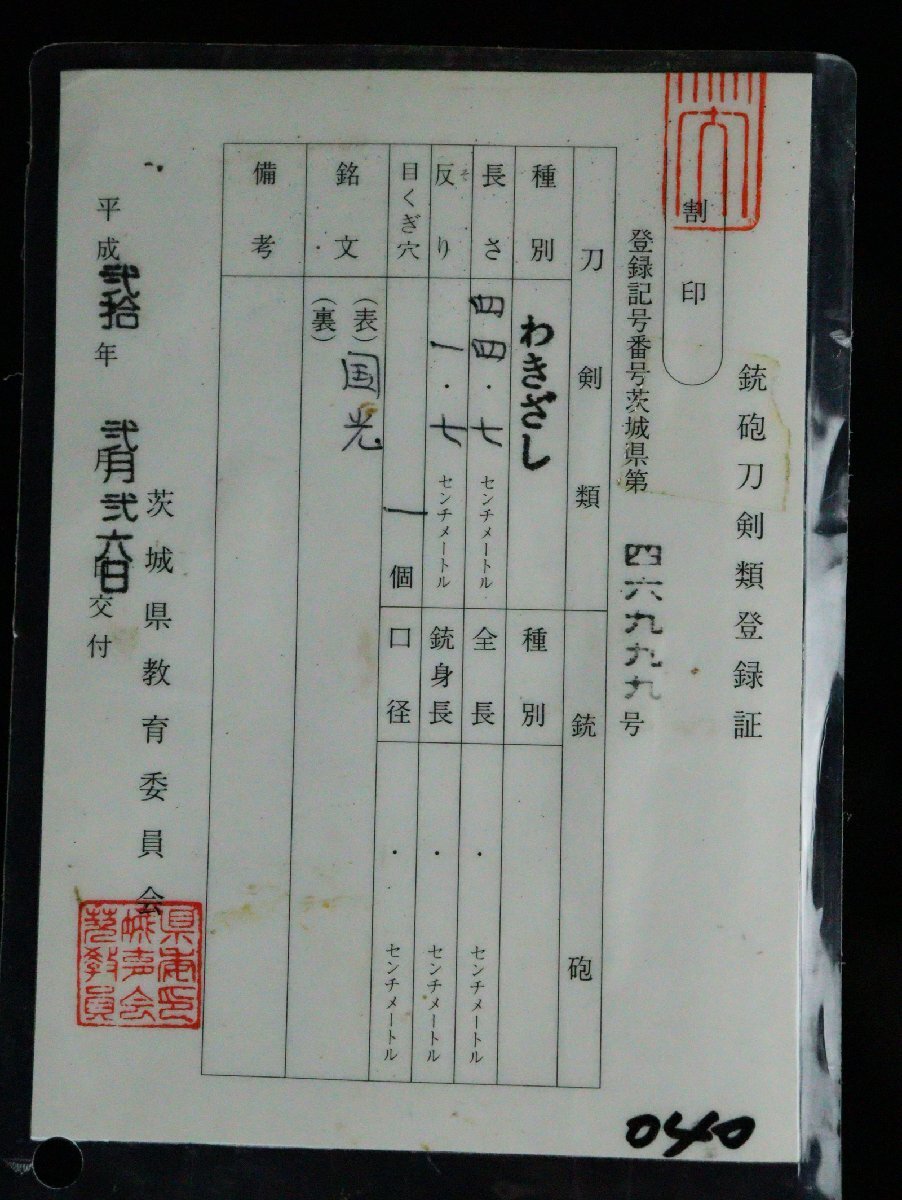 銃砲刀剣類登録証
割印
登録記号番号茨城県第四六九九九号
刀剣類
種別 わきざし
長さ 四四・七センチメートル
反り 一・七センチメートル
そ
目くぎ穴 一個
銘文 (表)国光
(裏)
備考
銃砲
種別
全長 ・センチメートル
銃身長 ・センチメートル
口径 ・センチメートル
茨城県教育委員会
平成弐拾年弐月弐六日交付
040